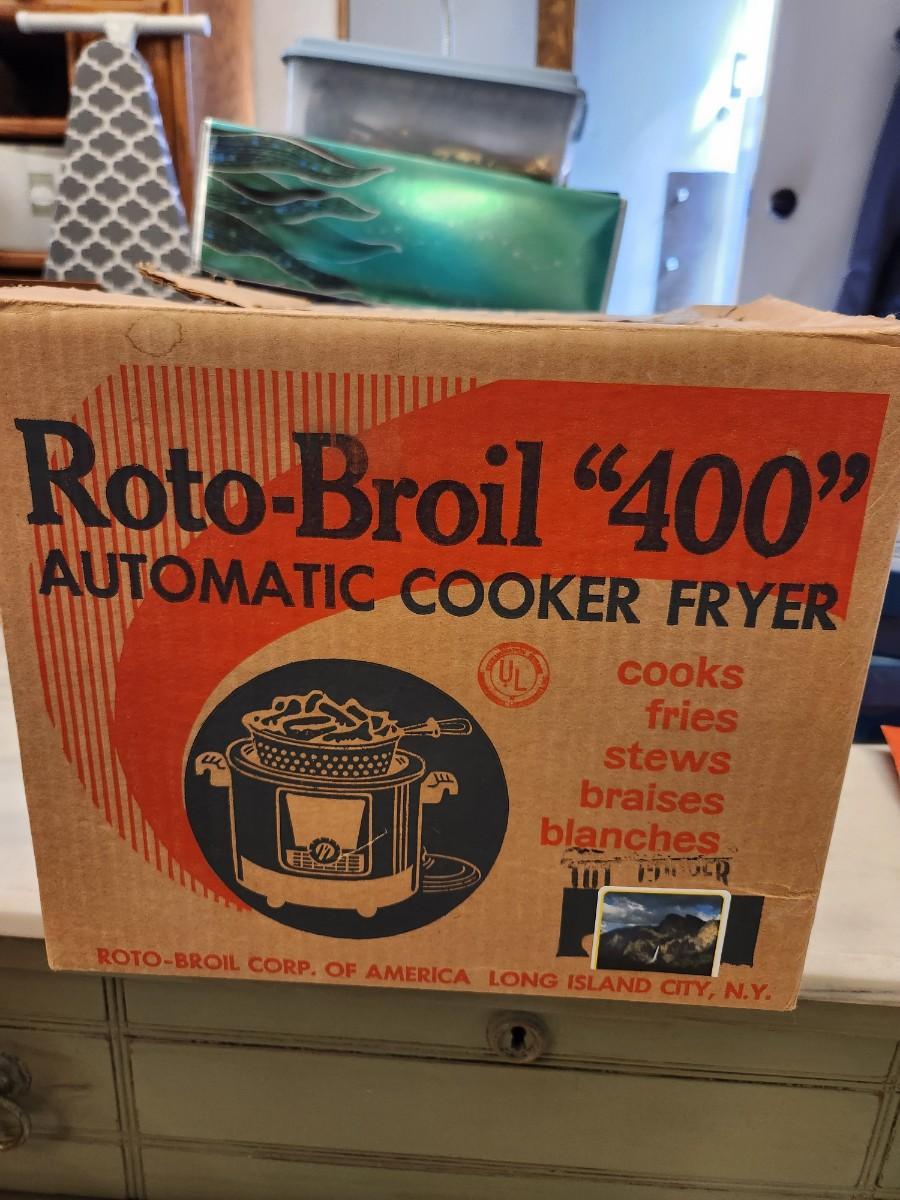 Roto-Broil “400”
AUTOMATIC COOKER FRYER
UL
cooks
fries
stews
braises
blanches
ROTO-BROIL CORP. OF AMERICA LONG ISLAND CITY, N.Y.